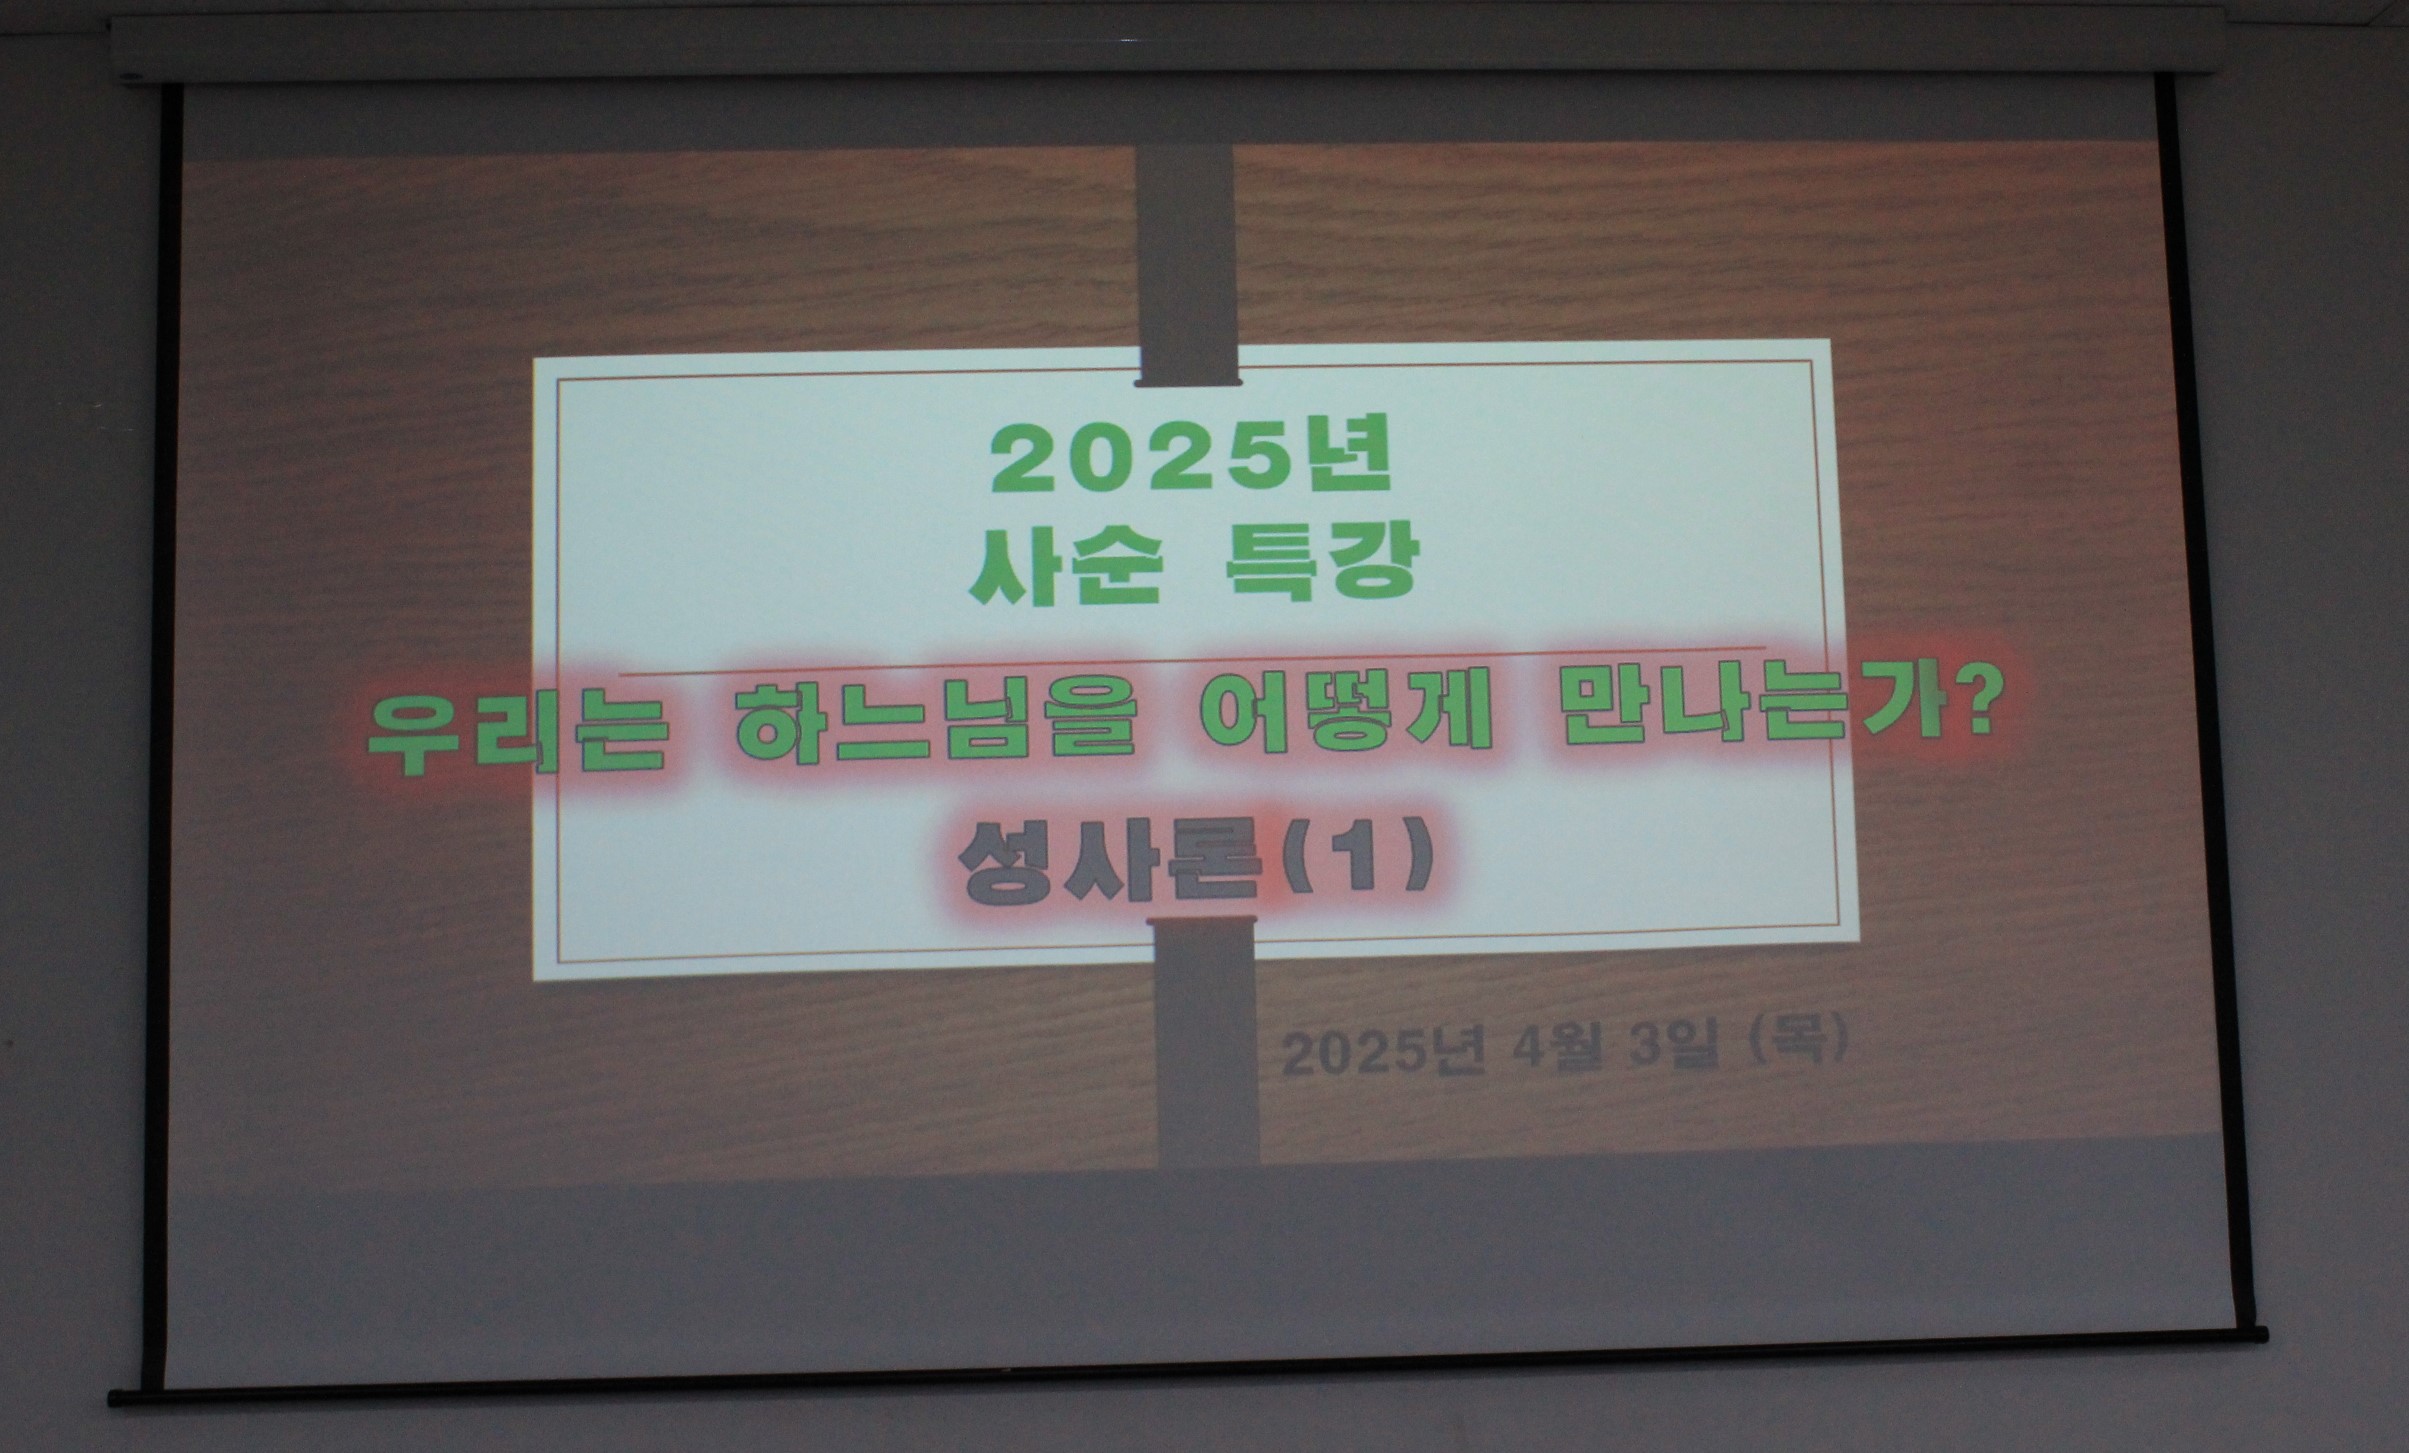 2025년
사순 특강
우리는 하느님을 어떻게 만나는가?
성사론(1)
2025년 4월 3일 (목)